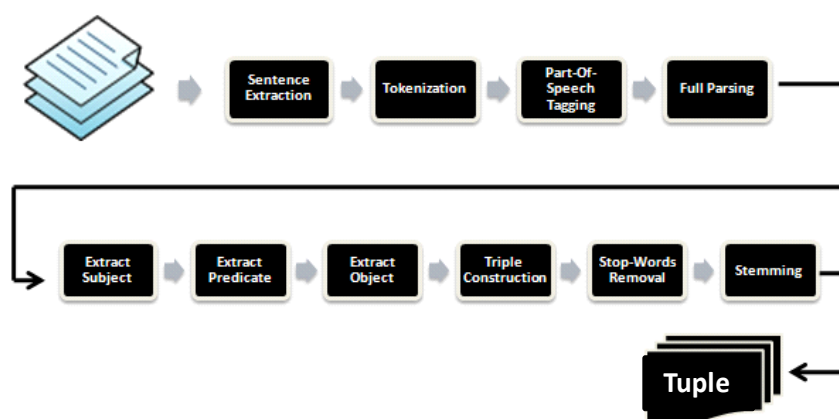 Sentence
Extraction
Tokenization
Part-Of-
Speech
Tagging
Full Parsing
Extract
Subject
Extract
Predicate
Extract
Object
Triple
Construction
Stop-Words
Removal
Stemming
Tuple